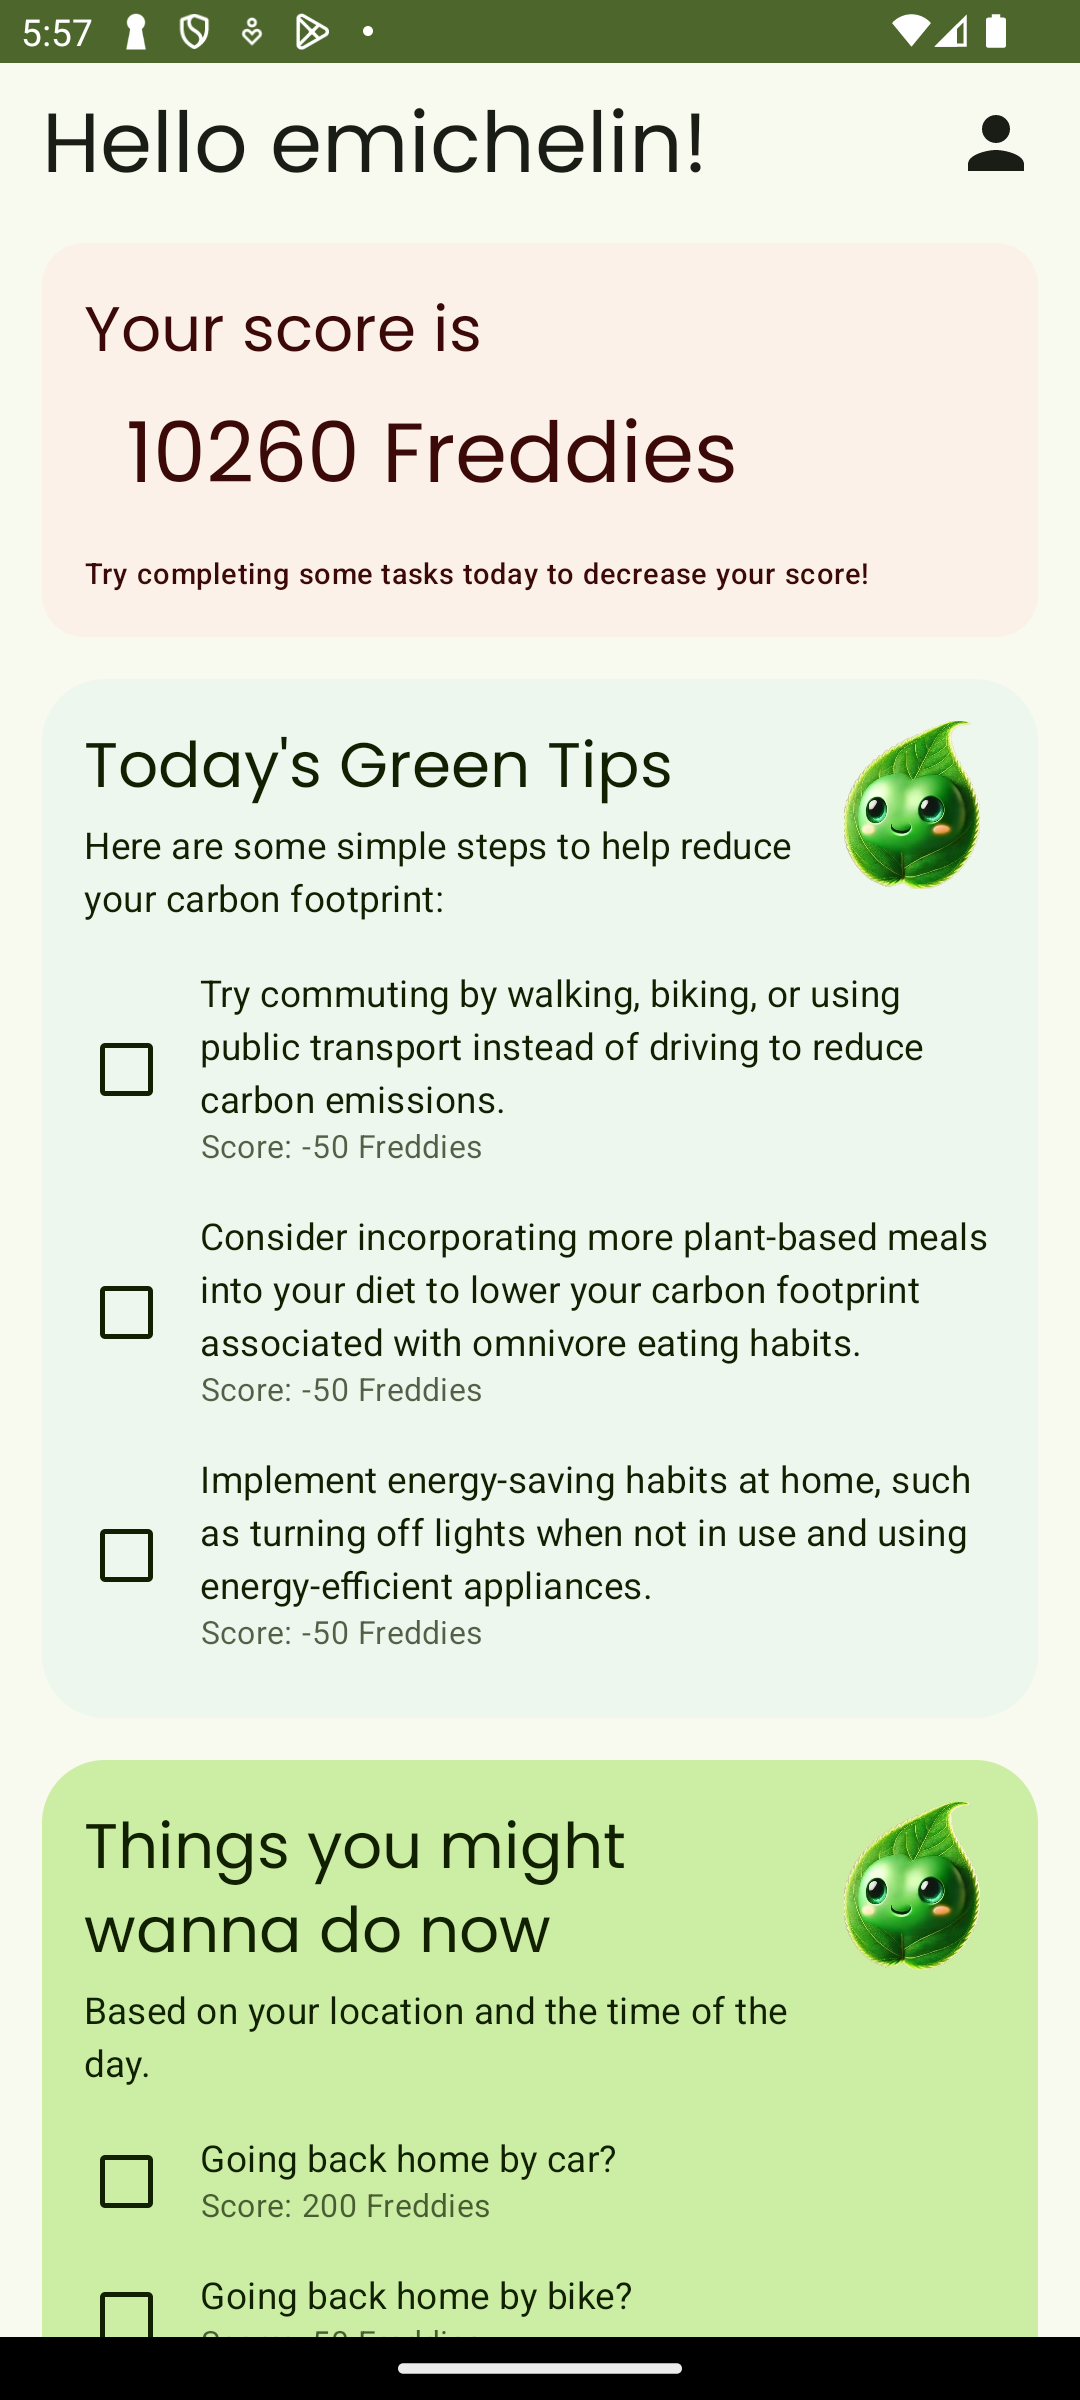 5:57
Hello emichelin!
Your score is
10260 Freddies
Try completing some tasks today to decrease your score!
Today's Green Tips
Here are some simple steps to help reduce
your carbon footprint:
Try commuting by walking, biking, or using
public transport instead of driving to reduce
carbon emissions.
Score: -50 Freddies
Consider incorporating more plant-based meals
into your diet to lower your carbon footprint
associated with omnivore eating habits.
Score: -50 Freddies
Implement energy-saving habits at home, such
as turning off lights when not in use and using
energy-efficient appliances.
Score: -50 Freddies
Things you might
wanna do now
Based on your location and the time of the
day.
Going back home by car?
Score: 200 Freddies
Going back home by bike?